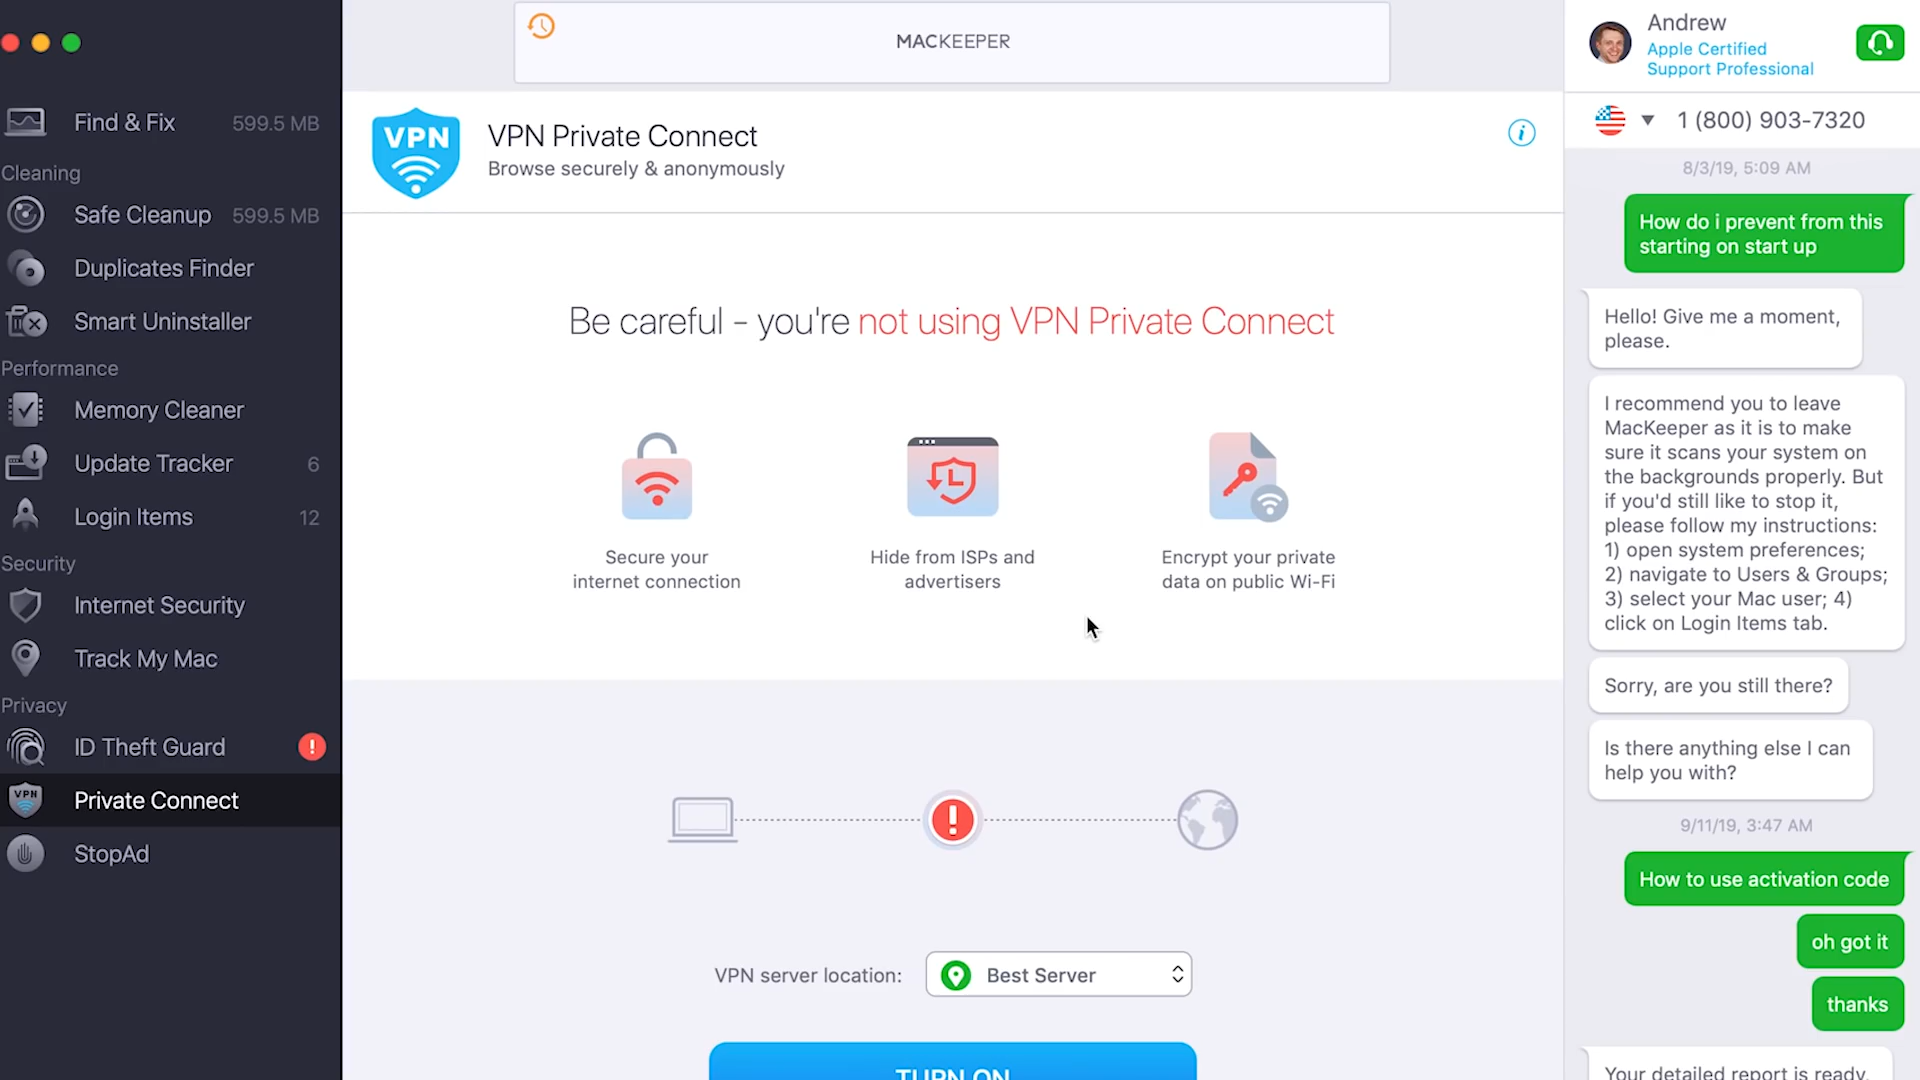 MACKEEPER
Find & Fix 599.5 MB
Cleaning
Safe Cleanup 599.5 MB
Duplicates Finder
Smart Uninstaller
Performance
Memory Cleaner
Update Tracker 6
Login Items 12
Security
Internet Security
Track My Mac
Privacy
ID Theft Guard !
VPN
Private Connect
StopAd
VPN
VPN Private Connect
Browse securely & anonymously
i
Be careful - you're not using VPN Private Connect
Secure your
internet connection
Hide from ISPs and
advertisers
Encrypt your private
data on public Wi-Fi
!
VPN server location: Best Server
TURN ON
Andrew
Apple Certified
Support Professional
1 (800) 903-7320
8/3/19, 5:09 AM
How do i prevent from this
starting on start up
Hello! Give me a moment,
please.
I recommend you to leave
MacKeeper as it is to make
sure it scans your system on
the backgrounds properly. But
if you'd still like to stop it,
please follow my instructions:
1) open system preferences;
2) navigate to Users & Groups;
3) select your Mac user; 4)
click on Login Items tab.
Sorry, are you still there?
Is there anything else I can
help you with?
9/11/19, 3:47 AM
How to use activation code
oh got it
thanks
Your detailed report is ready.